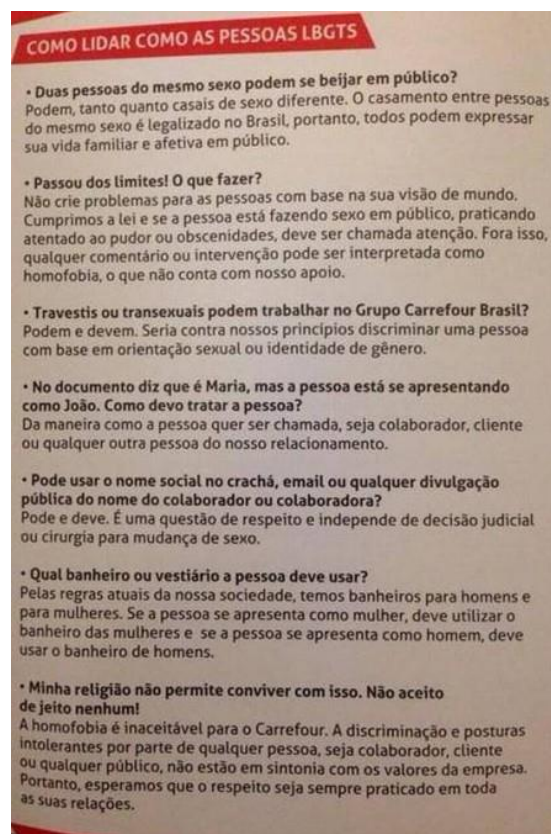 COMO LIDAR COMO AS PESSOAS LBGTS
• Duas pessoas do mesmo sexo podem se beijar em público?
Podem, tanto quanto casais de sexo diferente. O casamento entre pessoas
do mesmo sexo é legalizado no Brasil, portanto, todos podem expressar
sua vida familiar e afetiva em público.
• Passou dos limites! O que fazer?
Não crie problemas para as pessoas com base na sua visão de mundo.
Cumprimos a lei e se a pessoa está fazendo sexo em público, praticando
atentado ao pudor ou obscenidades, deve ser chamada atenção. Fora isso,
qualquer comentário ou intervenção pode ser interpretada como
homofobia, o que não conta com nosso apoio.
• Travestis ou transexuais podem trabalhar no Grupo Carrefour Brasil?
Podem e devem. Seria contra nossos princípios discriminar uma pessoa
com base em orientação sexual ou identidade de gênero.
• No documento diz que é Maria, mas a pessoa está se apresentando
como João. Como devo tratar a pessoa?
Da maneira como a pessoa quer ser chamada, seja colaborador, cliente
ou qualquer outra pessoa do nosso relacionamento.
• Pode usar o nome social no crachá, email ou qualquer divulgação
pública do nome do colaborador ou colaboradora?
Pode e deve. É uma questão de respeito e independe de decisão judicial
ou cirurgia para mudança de sexo.
• Qual banheiro ou vestiário a pessoa deve usar?
Pelas regras atuais da nossa sociedade, temos banheiros para homens e
para mulheres. Se a pessoa se apresenta como mulher, deve utilizar o
banheiro das mulheres e se a pessoa se apresenta como homem, deve
usar o banheiro de homens.
• Minha religião não permite conviver com isso. Não aceito
de jeito nenhum!
A homofobia é inaceitável para o Carrefour. A discriminação e posturas
intolerantes por parte de qualquer pessoa, seja colaborador, cliente
ou qualquer público, não estão em sintonia com os valores da empresa.
Portanto, esperamos que o respeito seja sempre praticado em toda
as suas relações.